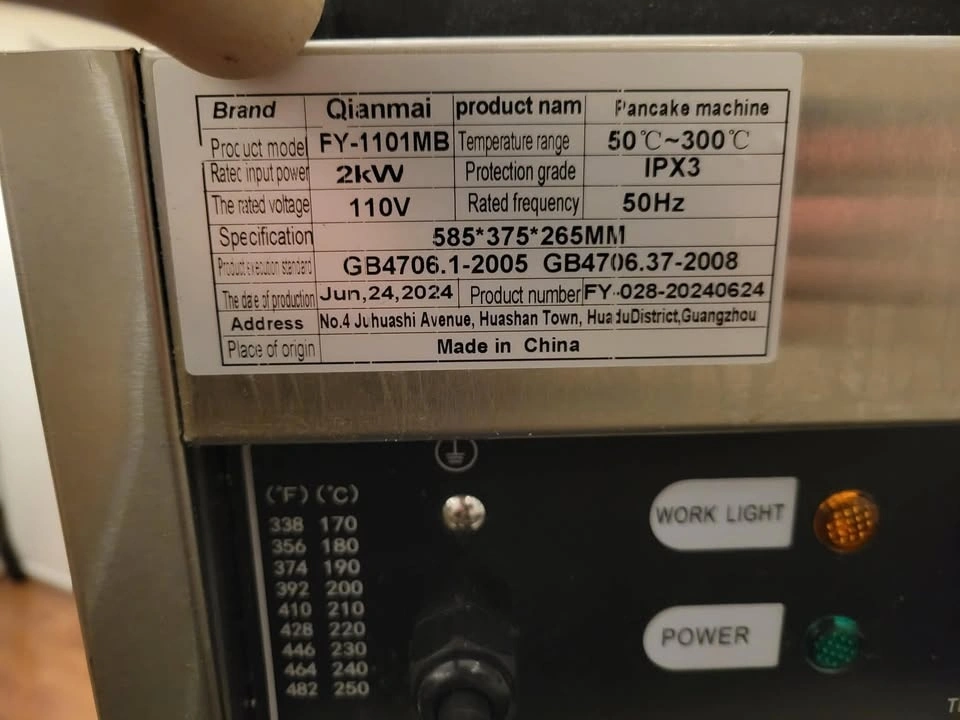 Brand Qianmai product nam Pancake machine
Product model FY-1101MB Temperature range 50℃~300℃
Rated input power 2kW Protection grade IPX3
The rated voltage 110V Rated frequency 50Hz
Specification 585*375*265MM
Product execution standard GB4706.1-2005 GB4706.37-2008
The date of production Jun,24,2024 Product number FY-028-20240624
Address No.4 Juhuashi Avenue, Huashan Town, HuaduDistrict,Guangzhou
Place of origin Made in China
(°F) (°C)
338 170
356 180
374 190
392 200
410 210
428 220
446 230
464 240
482 250
WORK LIGHT
POWER